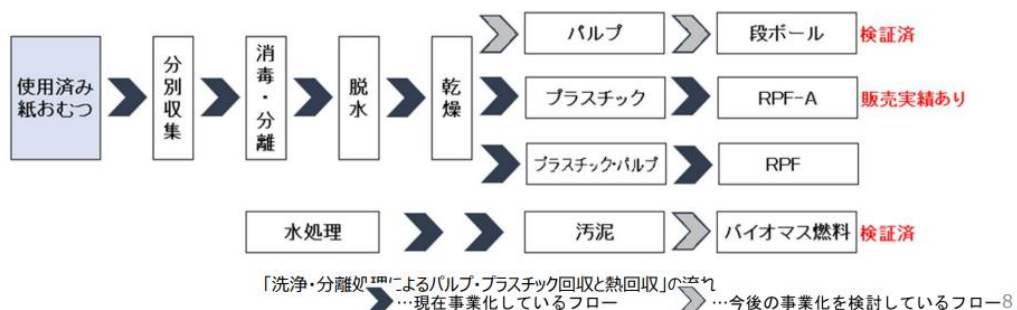 使用済み
紙おむつ
分別収集
消毒・分離
脱水
乾燥
パルプ
段ボール
検証済
プラスチック
RPF-A
販売実績あり
プラスチック・パルプ
RPF
水処理
汚泥
バイオマス燃料
検証済
「洗浄・分離処理によるパルプ・プラスチック回収と熱回収」の流れ
…現在事業化しているフロー
…今後の事業化を検討しているフロー
8